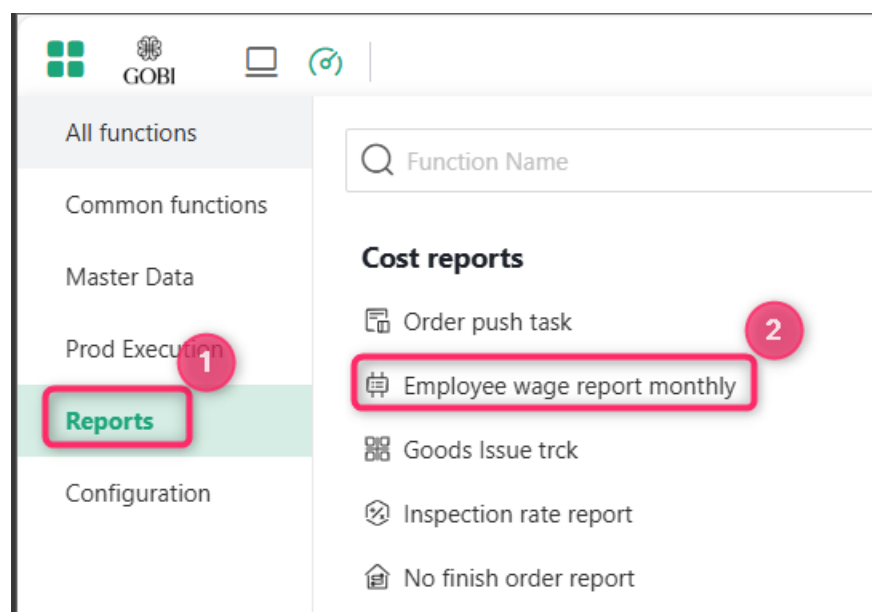 GOBI
All functions
Common functions
Master Data
Prod Execution
Reports
Configuration
1
Function Name
Cost reports
Order push task
2
Employee wage report monthly
Goods Issue trck
Inspection rate report
No finish order report